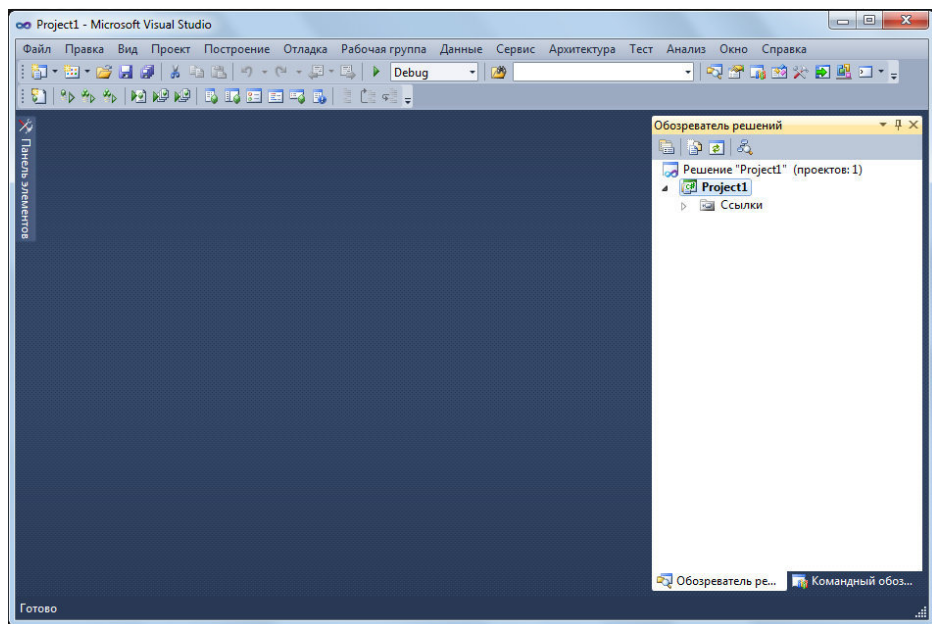 Project1 - Microsoft Visual Studio
Файл Правка Вид Проект Построение Отладка Рабочая группа Данные Сервис Архитектура Тест Анализ Окно Справка
Debug
Панель элементов
Обозреватель решений
Решение "Project1" (проектов: 1)
Project1
Ссылки
Обозреватель ре... Командный обоз...
Готово